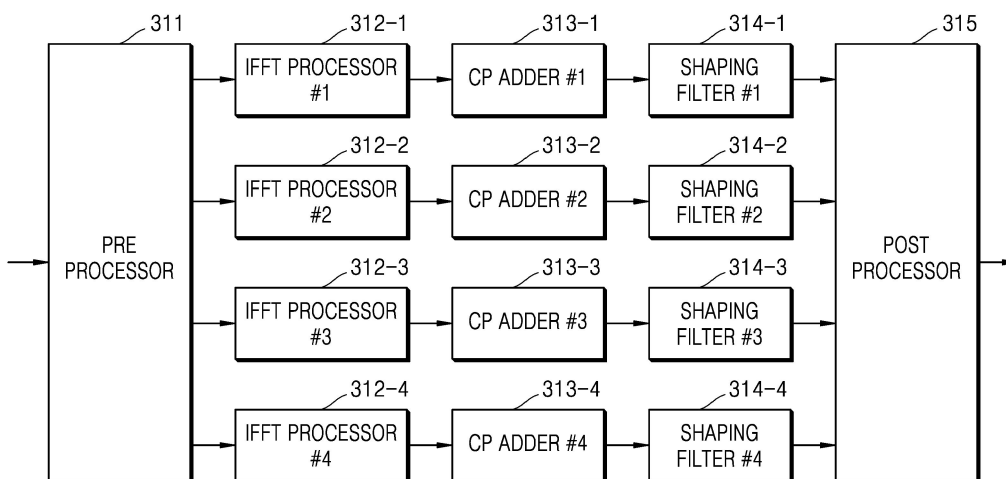 311
312-1
313-1
314-1
315
IFFT PROCESSOR
#1
CP ADDER #1
SHAPING
FILTER #1
312-2
313-2
314-2
IFFT PROCESSOR
#2
CP ADDER #2
SHAPING
FILTER #2
PRE
PROCESSOR
POST
PROCESSOR
312-3
313-3
314-3
IFFT PROCESSOR
#3
CP ADDER #3
SHAPING
FILTER #3
312-4
313-4
314-4
IFFT PROCESSOR
#4
CP ADDER #4
SHAPING
FILTER #4